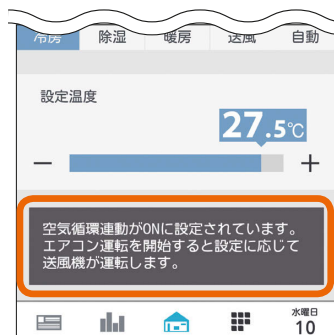 冷房 除湿 暖房 送風 自動
設定温度
27.5℃
− +
空気循環連動がONに設定されています。
エアコン運転を開始すると設定に応じて
送風機が運転します。
水曜日
10